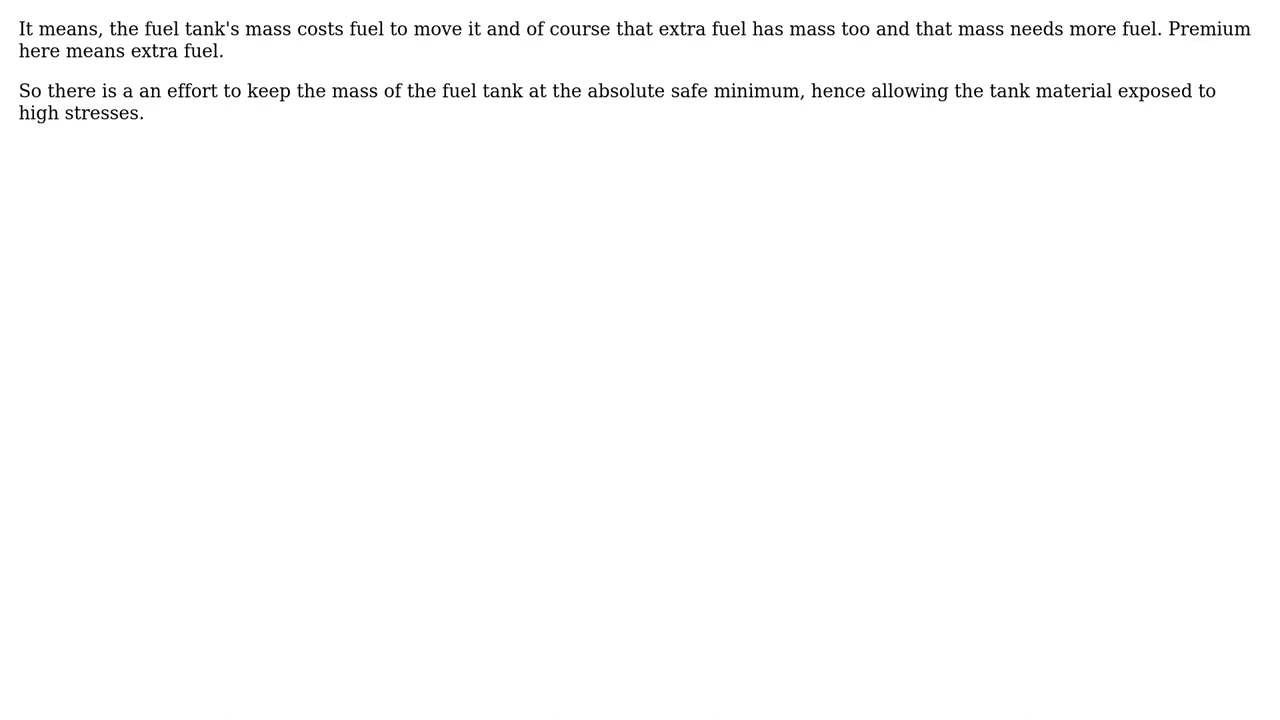 It means, the fuel tank's mass costs fuel to move it and of course that extra fuel has mass too and that mass needs more fuel. Premium
here means extra fuel.
So there is a an effort to keep the mass of the fuel tank at the absolute safe minimum, hence allowing the tank material exposed to
high stresses.